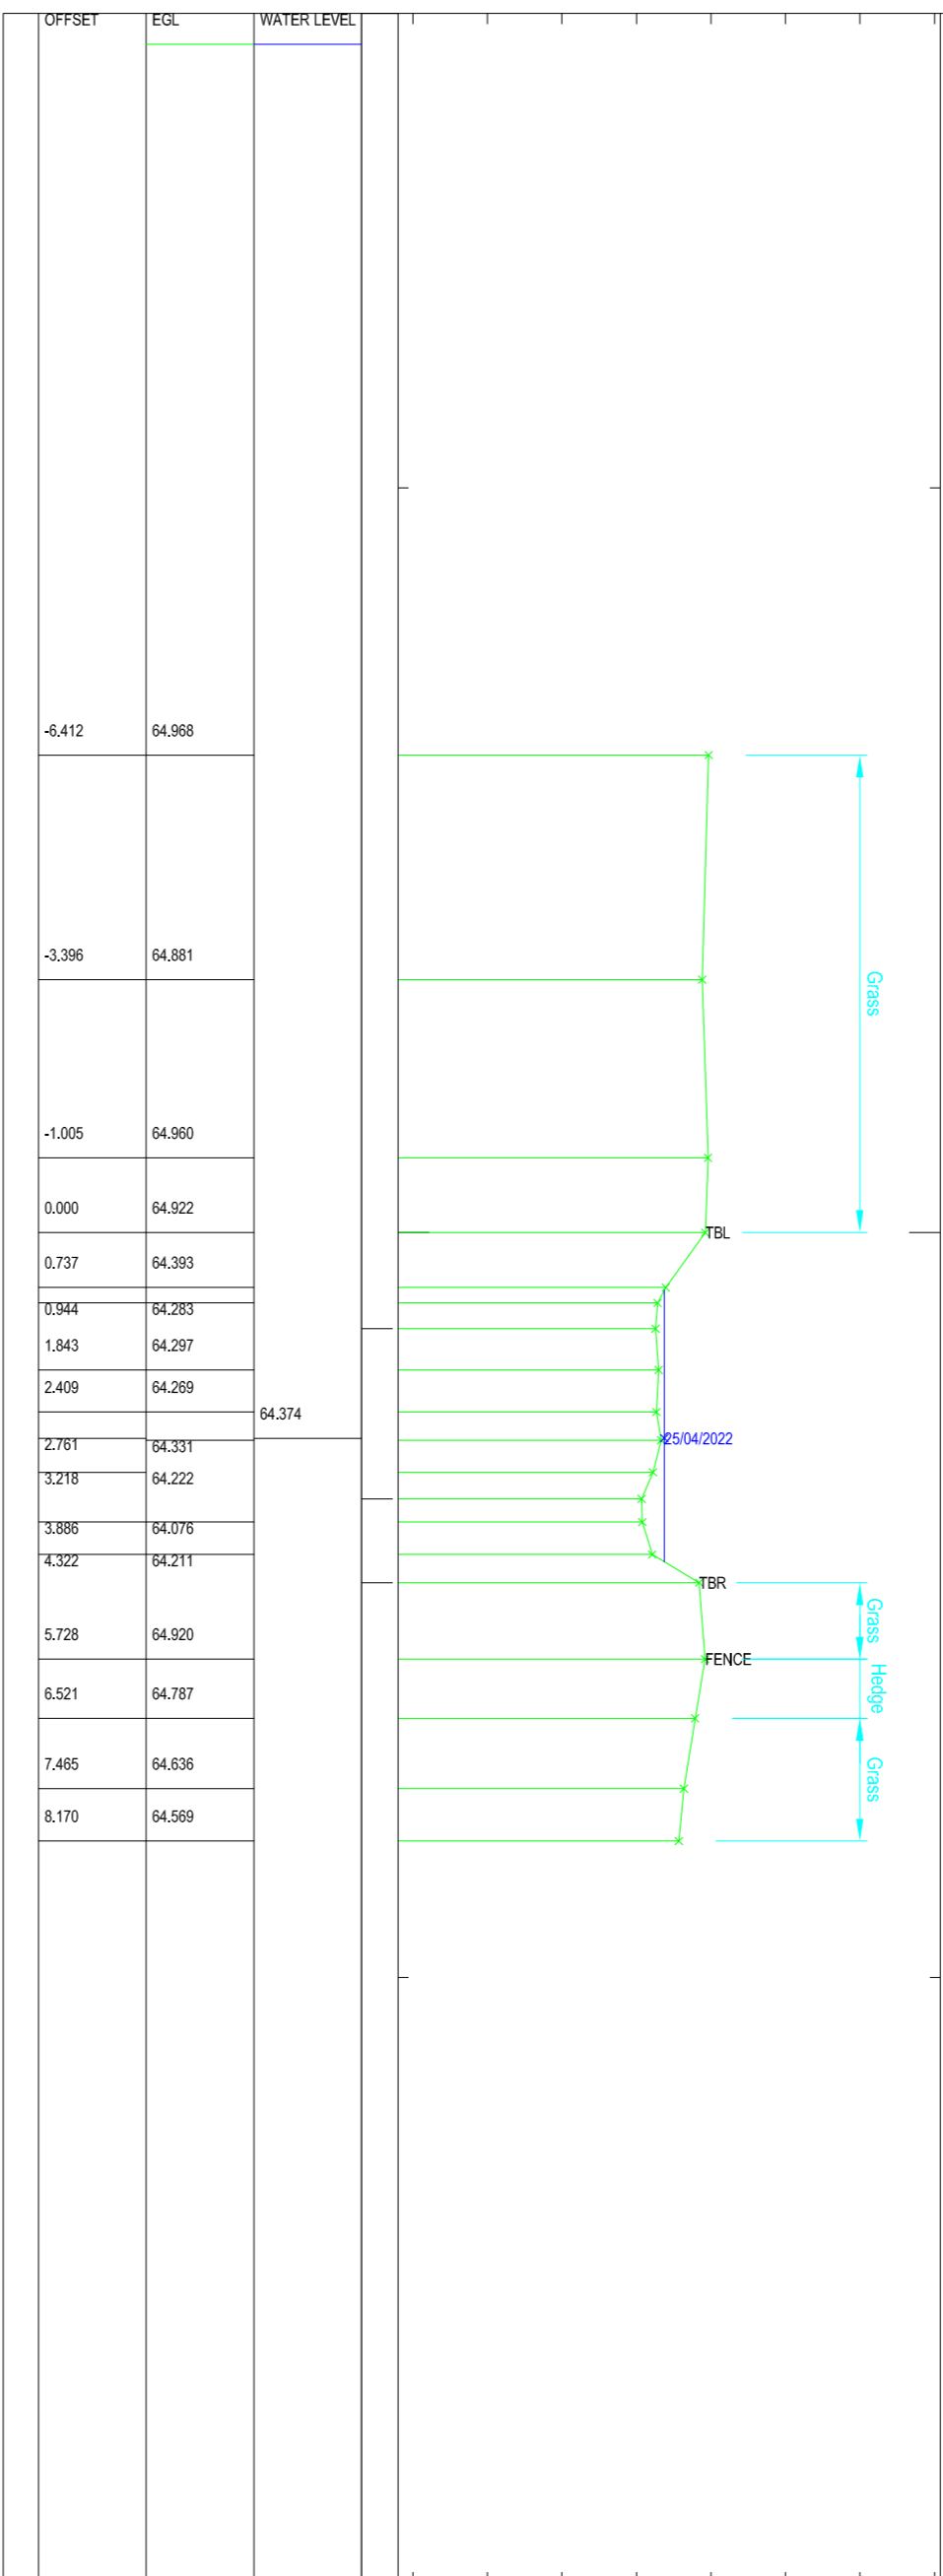 OFFSET EGL WATER LEVEL
-6.412 64.968
-3.396 64.881
Grass
-1.005 64.960
0.000 64.922
TBL
0.737 64.393
0.944 64.283
1.843 64.297
2.409 64.269
64.374
25/04/2022
2.761 64.331
3.218 64.222
3.886 64.076
4.322 64.211
TBR
Grass
5.728 64.920
FENCE
Hedge
6.521 64.787
7.465 64.636
Grass
8.170 64.569